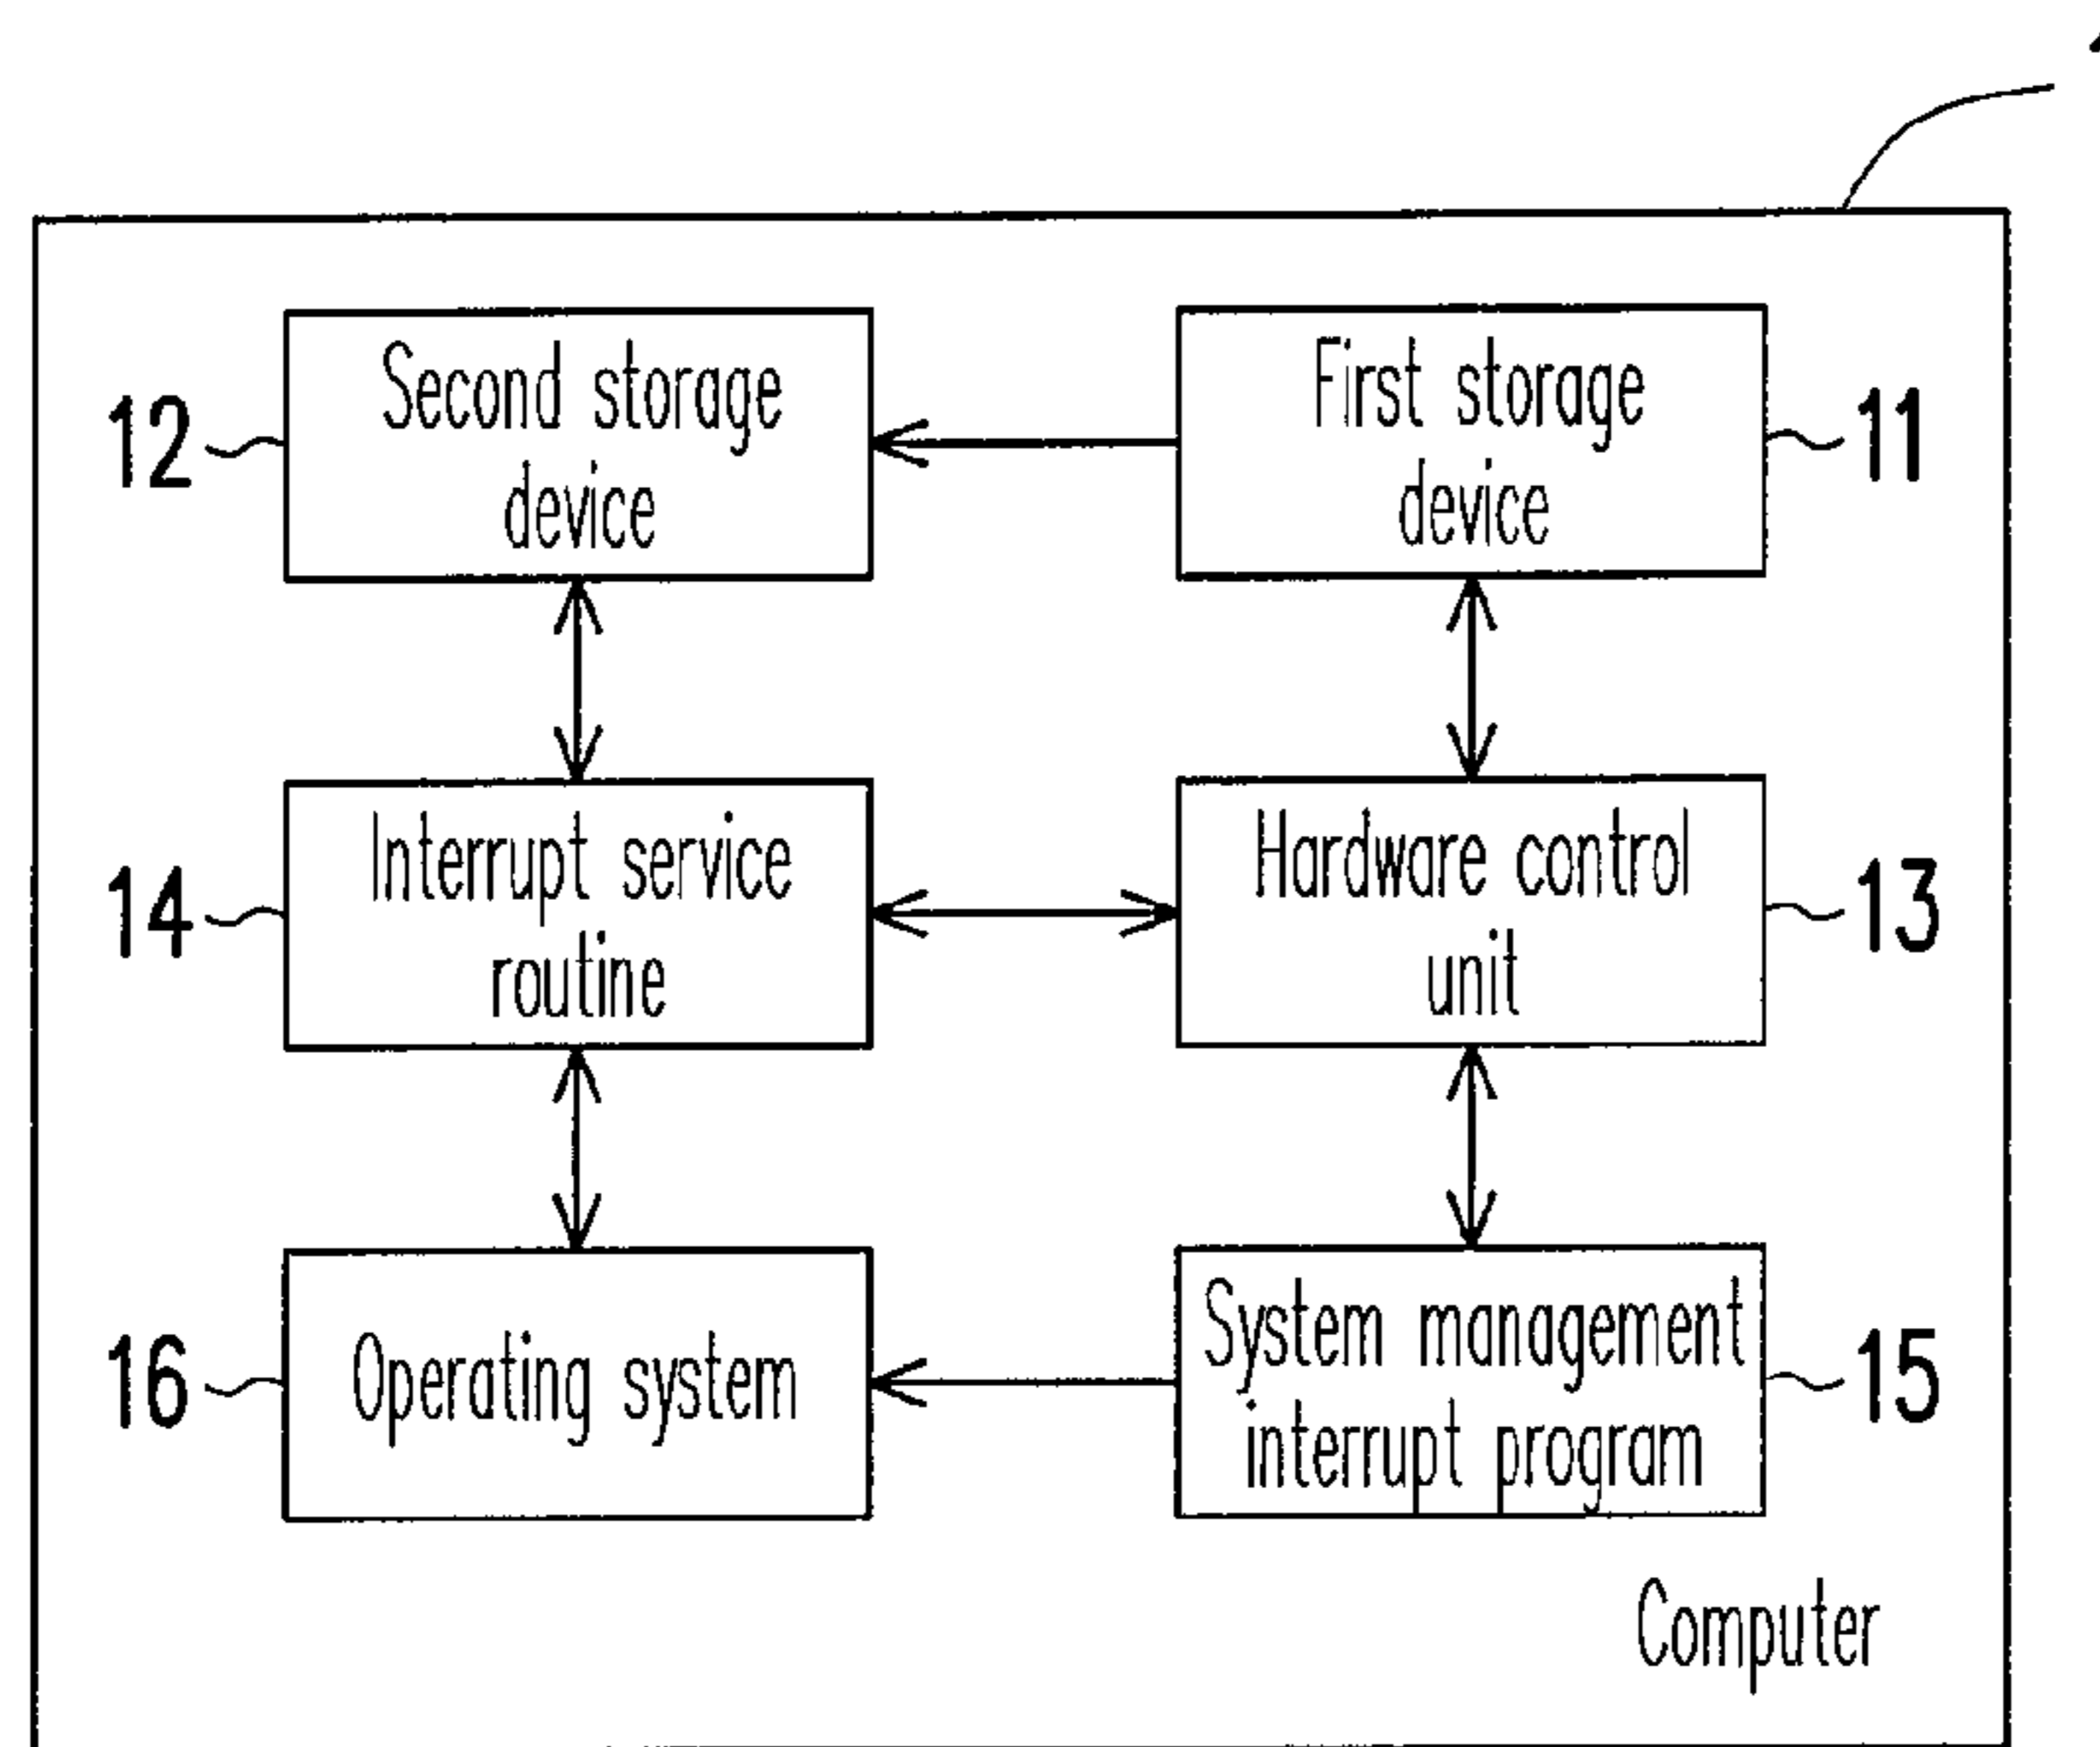 Second storage
device
First storage
device
12
11
Interrupt service
routine
Hardware control
unit
14
13
Operating system
System management
interrupt program
16
15
Computer